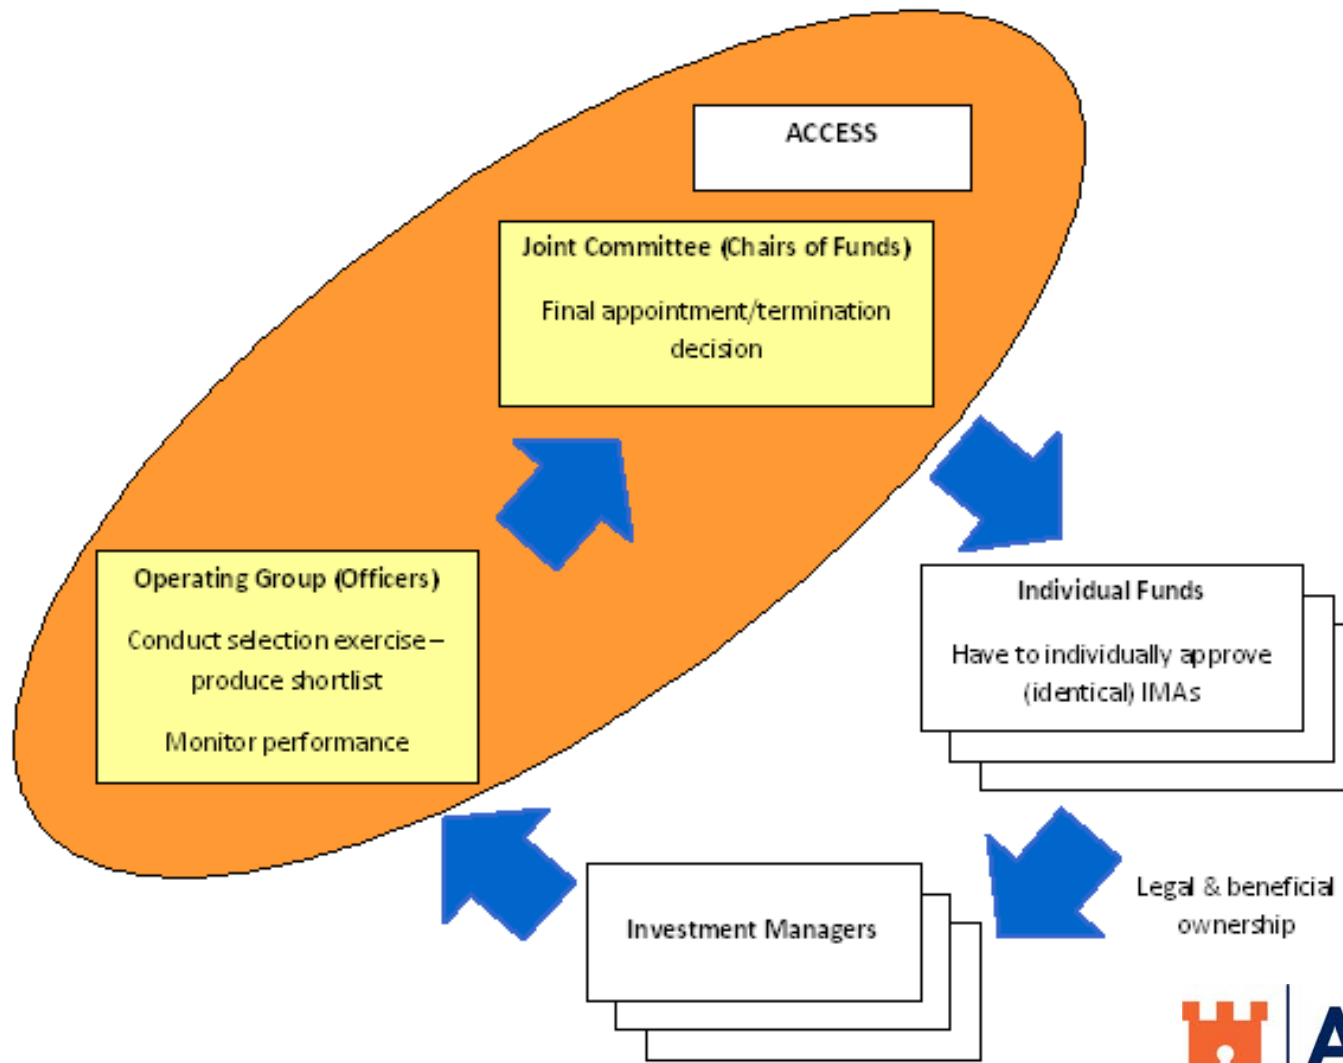 ACCESS
Joint Committee (Chairs of Funds)
Final appointment/termination
decision
Operating Group (Officers)
Conduct selection exercise –
produce shortlist
Monitor performance
Individual Funds
Have to individually approve
(identical) IMAs
Legal & beneficial
ownership
Investment Managers
A